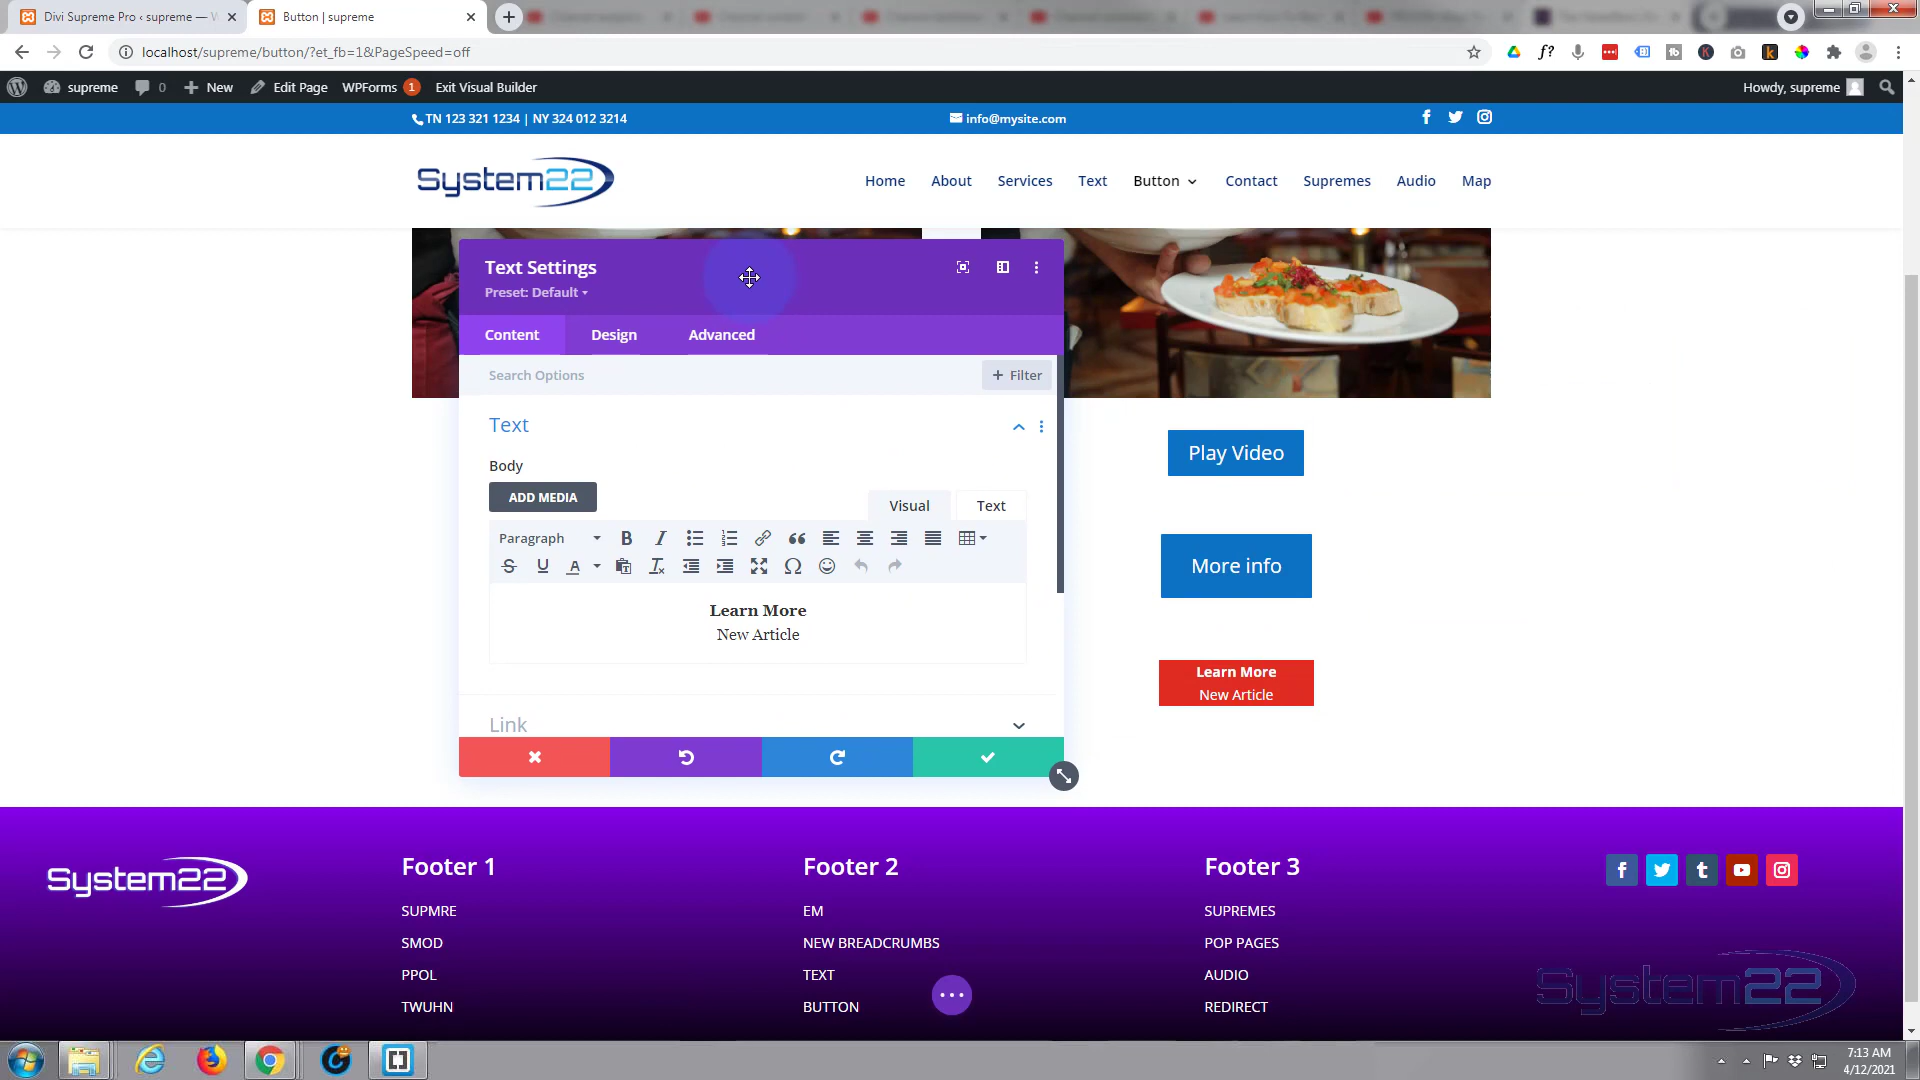 Divi Supreme Pro ‹ supreme — W
Button | supreme
localhost/supreme/button/?et_fb=1&PageSpeed=off
supreme
0
New
Edit Page
WPForms 1
Exit Visual Builder
Howdy, supreme
TN 123 321 1234 | NY 324 012 3214
info@mysite.com
System22
Home
About
Services
Text
Button
Contact
Supremes
Audio
Map
Text Settings
Preset: Default
Content
Design
Advanced
Search Options
+ Filter
Text
Body
ADD MEDIA
Visual
Text
Paragraph
Learn More
New Article
Link
Play Video
More info
Learn More
New Article
System22
Footer 1
SUPMRE
SMOD
PPOL
TWUHN
Footer 2
EM
NEW BREADCRUMBS
TEXT
BUTTON
Footer 3
SUPREMES
POP PAGES
AUDIO
REDIRECT
System22
7:13 AM
4/12/2021